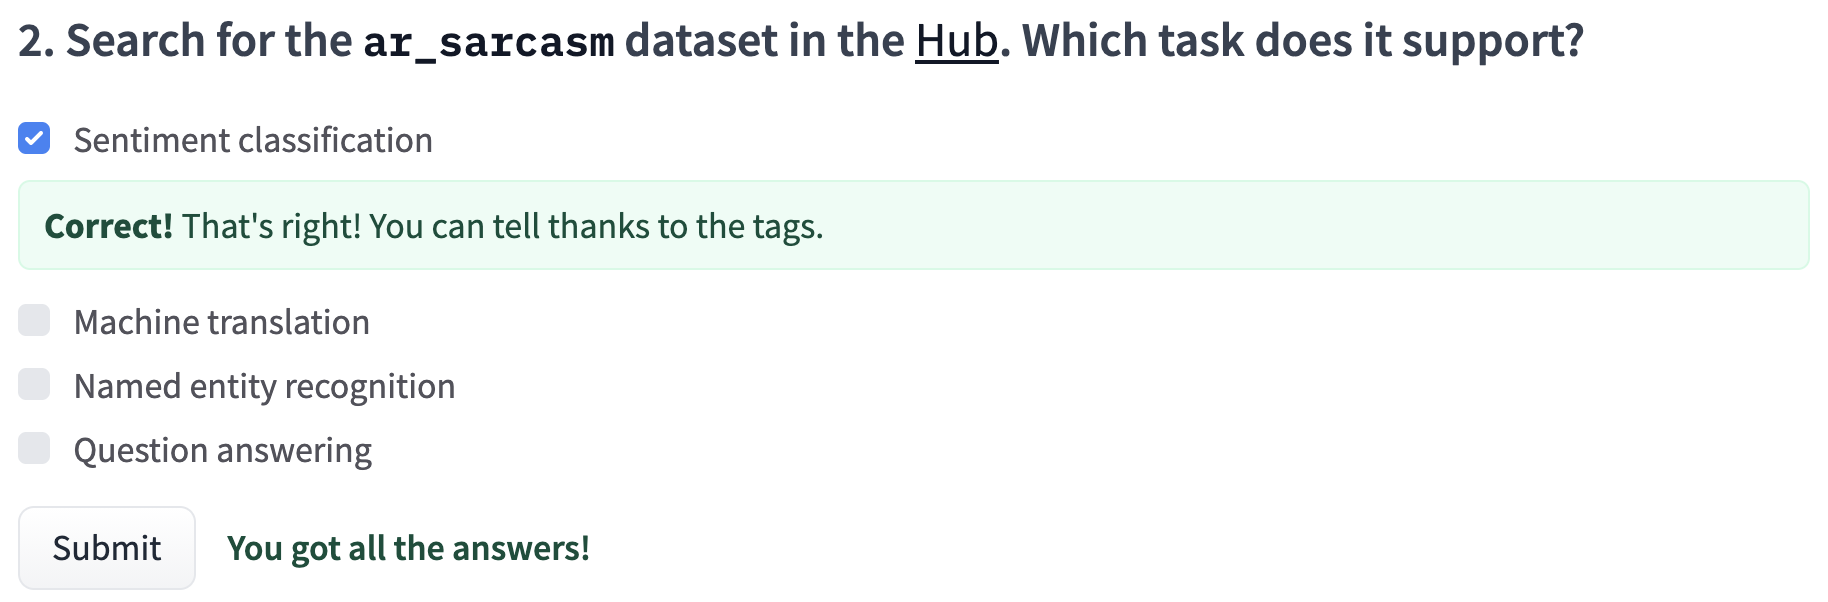 2. Search for the ar_sarcasm dataset in the Hub. Which task does it support?
Sentiment classification
Correct! That's right! You can tell thanks to the tags.
Machine translation
Named entity recognition
Question answering
Submit You got all the answers!